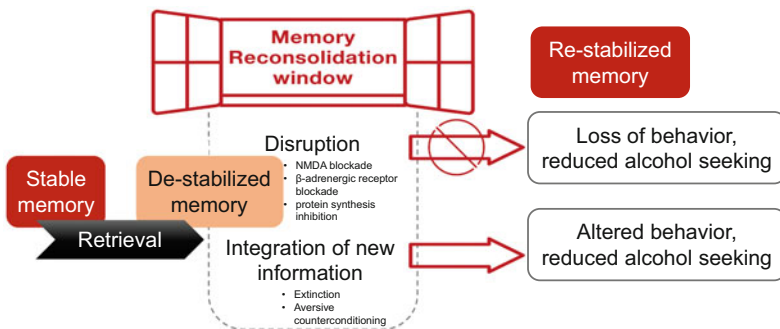 Memory
Reconsolidation
window
Re-stabilized
memory
Disruption
• NMDA blockade
• β-adrenergic receptor
blockade
• protein synthesis
inhibition
Loss of behavior,
reduced alcohol seeking
Stable
memory
De-stabilized
memory
Retrieval
Integration of new
information
• Extinction
• Aversive
counterconditioning
Altered behavior,
reduced alcohol seeking